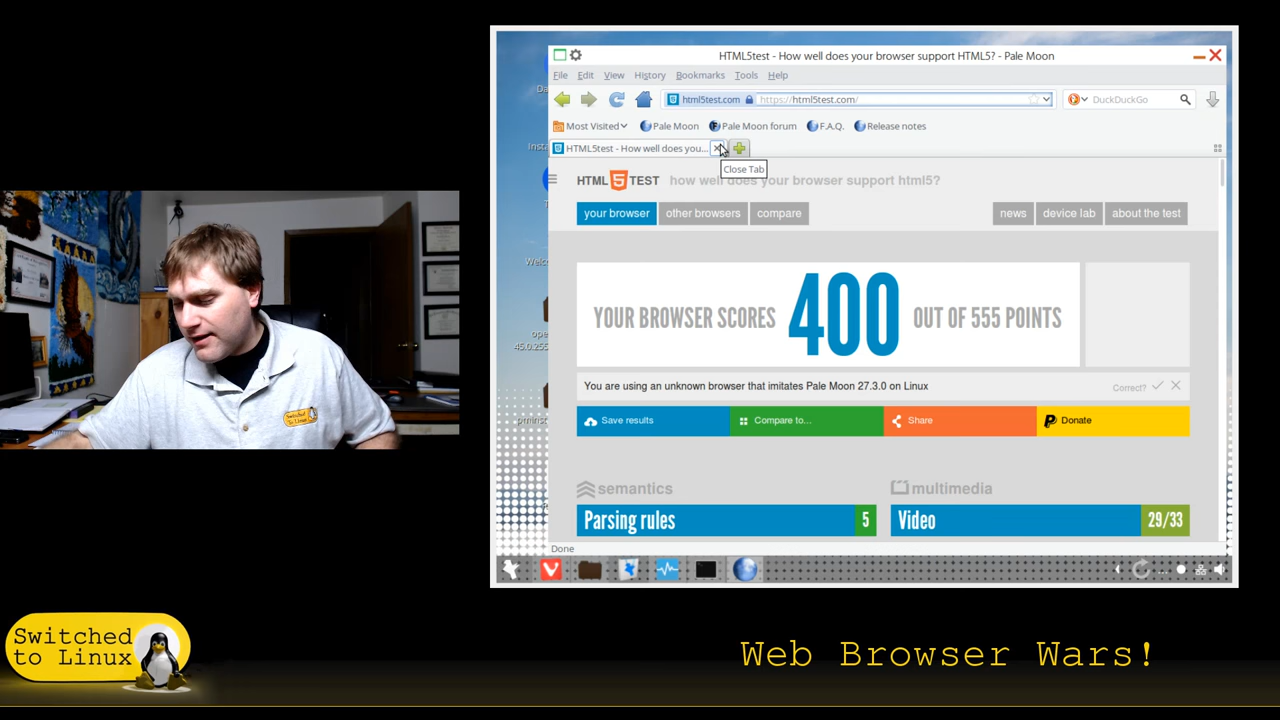 HTML5test - How well does your browser support HTML5? - Pale Moon
File Edit View History Bookmarks Tools Help
html5test.com https://html5test.com/ DuckDuckGo
Most Visited Pale Moon Pale Moon forum F.A.Q. Release notes
HTML5test - How well does you...
Close Tab
HTML 5 TEST how well does your browser support html5?
your browser other browsers compare news device lab about the test
YOUR BROWSER SCORES 400 OUT OF 555 POINTS
You are using an unknown browser that imitates Pale Moon 27.3.0 on Linux Correct?
Save results Compare to... Share Donate
semantics multimedia
Parsing rules 5 Video 29/33
Done
Switched
to Linux
Web Browser Wars!